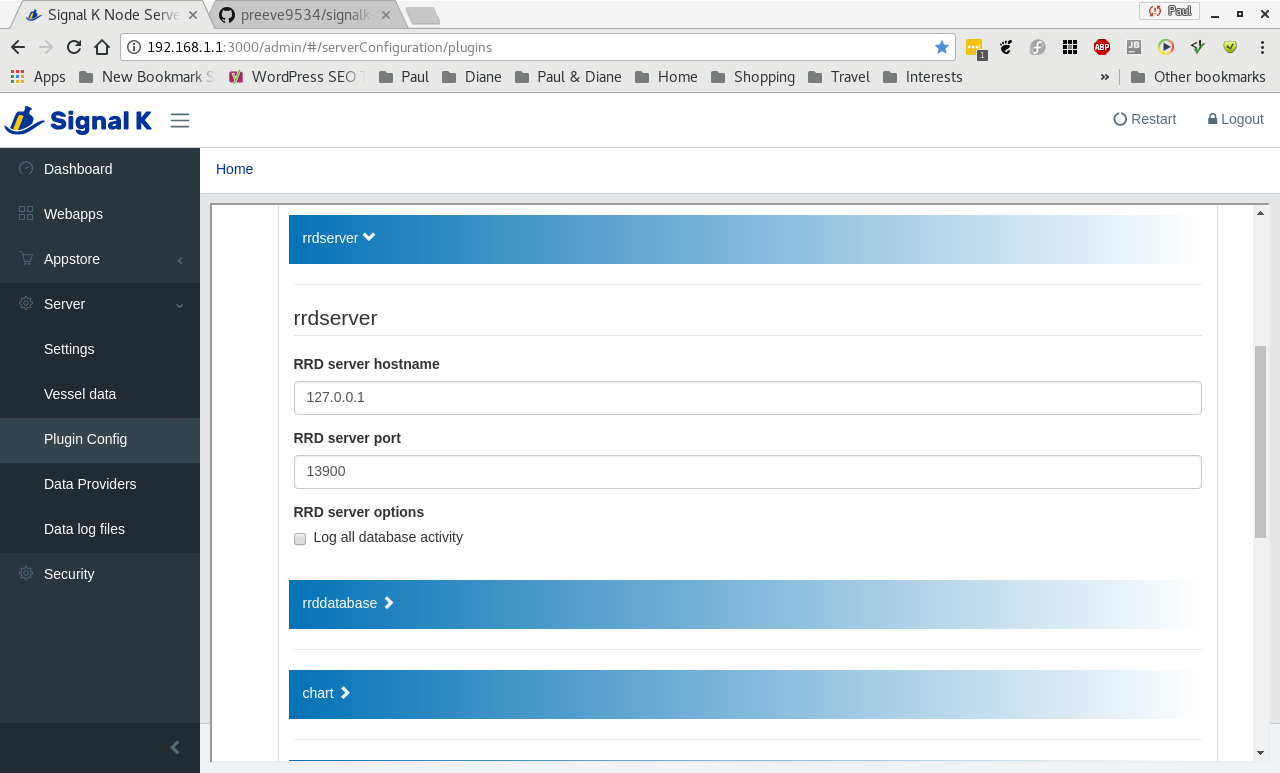 Signal K Node Serve
preeve9534/signalk
Paul
192.168.1.1:3000/admin/#/serverConfiguration/plugins
1
ABP
JB
Apps
New Bookmark S
WordPress SEO T
Paul
Diane
Paul & Diane
Home
Shopping
Travel
Interests
»
Other bookmarks
Signal K
Restart
Logout
Dashboard
Home
Webapps
Appstore
Server
Settings
Vessel data
Plugin Config
Data Providers
Data log files
Security
rrdserver
rrdserver
RRD server hostname
127.0.0.1
RRD server port
13900
RRD server options
Log all database activity
rrddatabase
chart